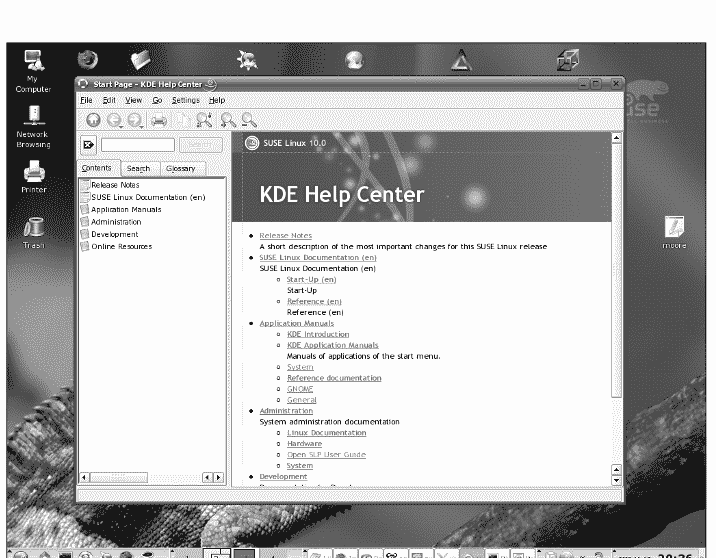 My
Computer
Network
Browsing
Printer
Trash
moore
Start Page – KDE Help Center
File Edit View Go Settings Help
Search
Contents Search Glossary
Release Notes
SUSE Linux Documentation (en)
Application Manuals
Administration
Development
Online Resources
SUSE Linux 10.0
KDE Help Center
Release Notes
A short description of the most important changes for this SUSE Linux release
SUSE Linux Documentation (en)
SUSE Linux Documentation (en)
Start-Up (en)
Start-Up
Reference (en)
Reference (en)
Application Manuals
KDE Introduction
KDE Application Manuals
Manuals of applications of the start menu.
System
Reference documentation
GNOME
General
Administration
System administration documentation
Linux Documentation
Hardware
Open SLP User Guide
System
Development